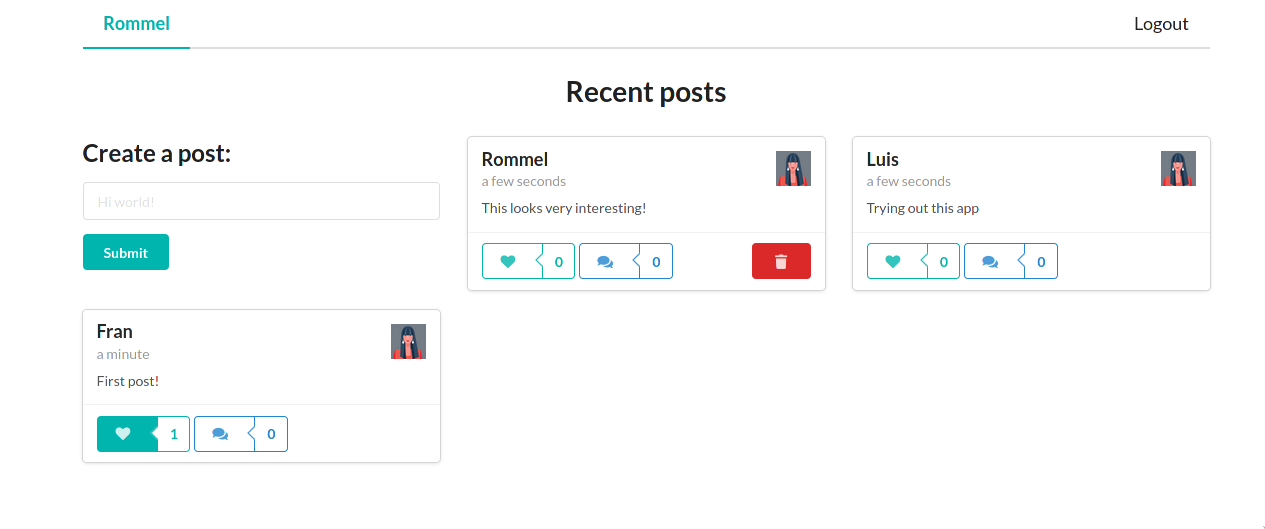 Rommel
Logout
Recent posts
Create a post:
Hi world!
Submit
Rommel
a few seconds
This looks very interesting!
0
0
Luis
a few seconds
Trying out this app
0
0
Fran
a minute
First post!
1
0